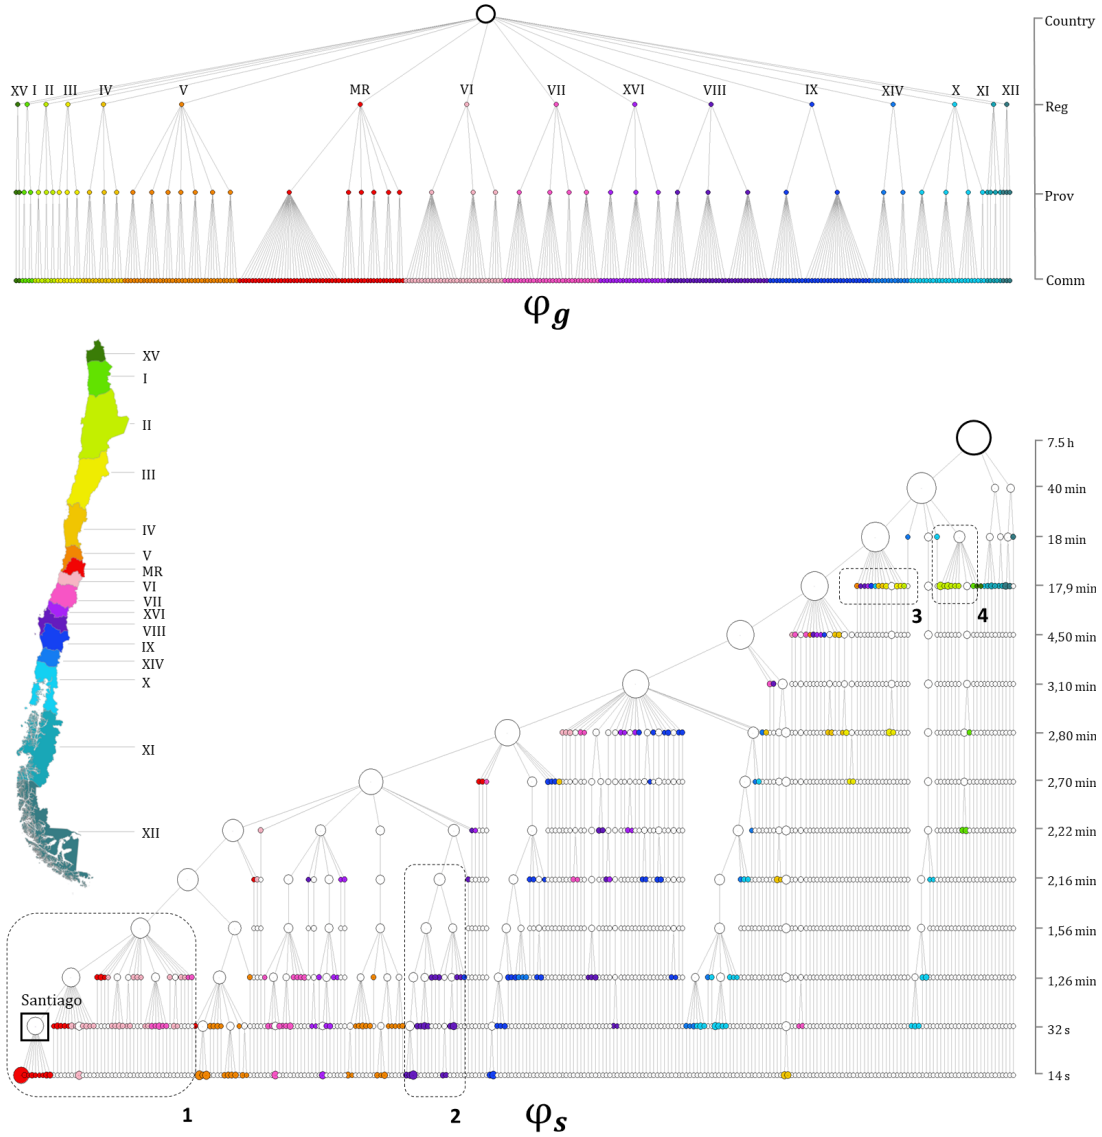 Country
XV I II III IV V MR VI VII XVI VIII IX XIV X XI XII
Reg
Prov
Comm
φg
XV
I
II
III
IV
V
MR
VI
VII
XVI
VIII
IX
XIV
X
XI
XII
7.5 h
40 min
18 min
17,9 min
3
4
4,50 min
3,10 min
2,80 min
2,70 min
2,22 min
2,16 min
1,56 min
1,26 min
Santiago
32 s
14 s
1
2
φs